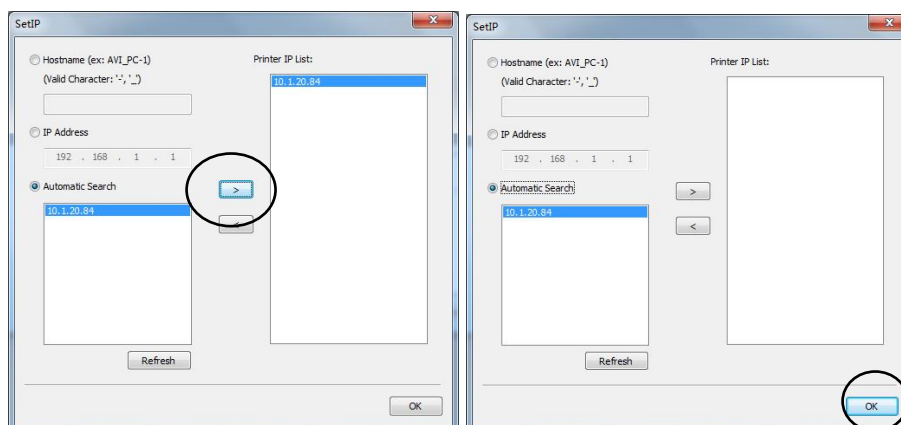 SetIP
Hostname (ex: AVI_PC-1)
(Valid Character: '-', '_')
IP Address
192 . 168 . 1 . 1
Automatic Search
10.1.20.84
Refresh
>
<
Printer IP List:
10.1.20.84
OK
SetIP
Hostname (ex: AVI_PC-1)
(Valid Character: '-', '_')
IP Address
192 . 168 . 1 . 1
Automatic Search
10.1.20.84
Refresh
>
<
Printer IP List:
OK